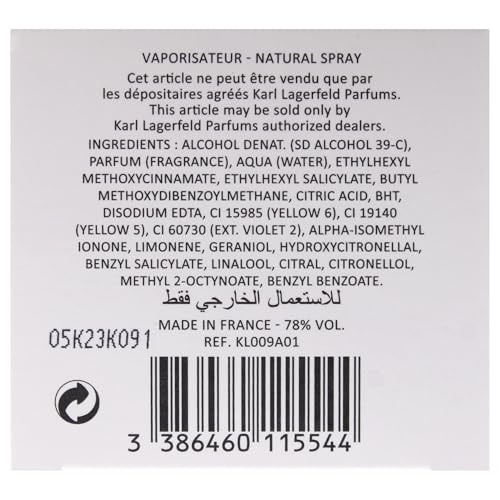 VAPORISATEUR - NATURAL SPRAY
Cet article ne peut être vendu que par
les dépositaires agréés Karl Lagerfeld Parfums.
This article may be sold only by
Karl Lagerfeld Parfums authorized dealers.
INGREDIENTS : ALCOHOL DENAT. (SD ALCOHOL 39-C),
PARFUM (FRAGRANCE), AQUA (WATER), ETHYLHEXYL
METHOXYCINNAMATE, ETHYLHEXYL SALICYLATE, BUTYL
METHOXYDIBENZOYLMETHANE, CITRIC ACID, BHT,
DISODIUM EDTA, CI 15985 (YELLOW 6), CI 19140
(YELLOW 5), CI 60730 (EXT. VIOLET 2), ALPHA-ISOMETHYL
IONONE, LIMONENE, GERANIOL, HYDROXYCITRONELLAL,
BENZYL SALICYLATE, LINALOOL, CITRAL, CITRONELLOL,
METHYL 2-OCTYNOATE, BENZYL BENZOATE.
للاستعمال الخارجي فقط
MADE IN FRANCE - 78% VOL.
05K23K091
REF. KL009A01
3 386460 115544